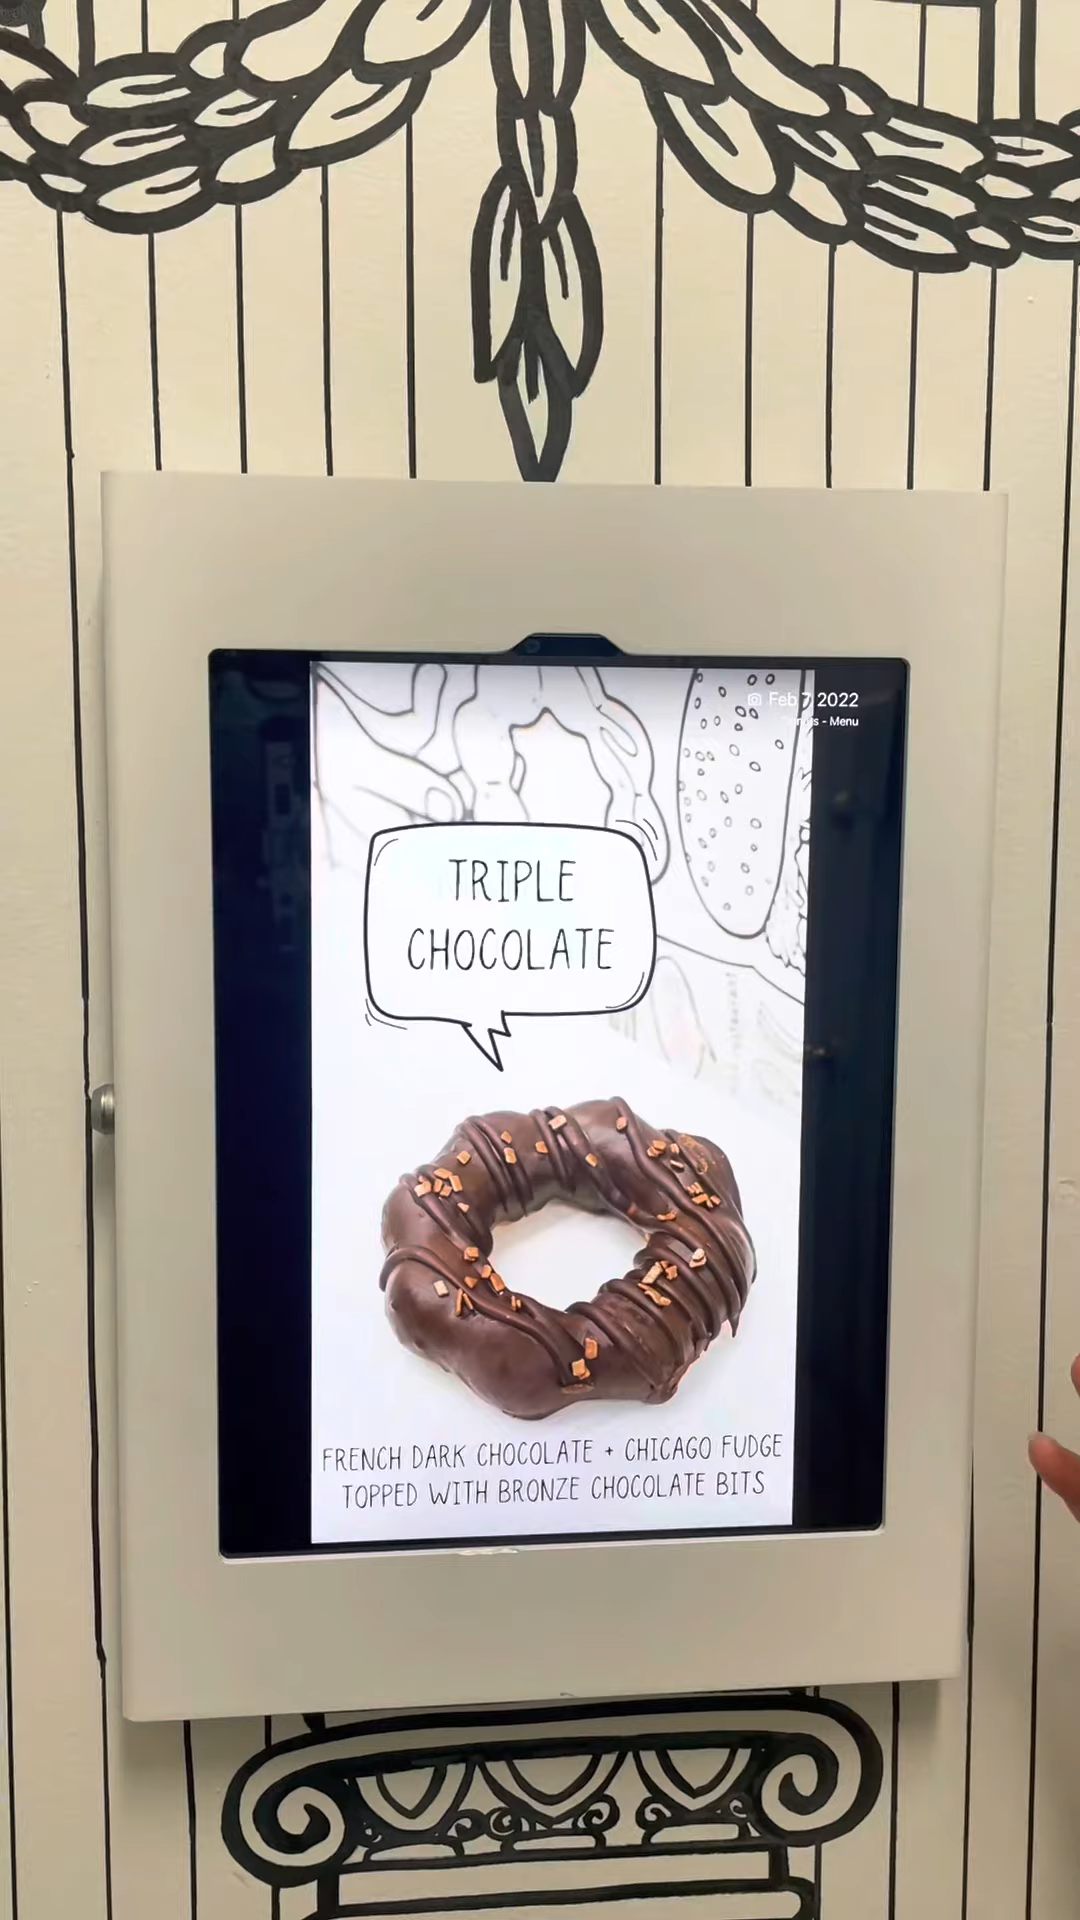 Feb 7 2022
- Menu
TRIPLE
CHOCOLATE
FRENCH DARK CHOCOLATE + CHICAGO FUDGE
TOPPED WITH BRONZE CHOCOLATE BITS